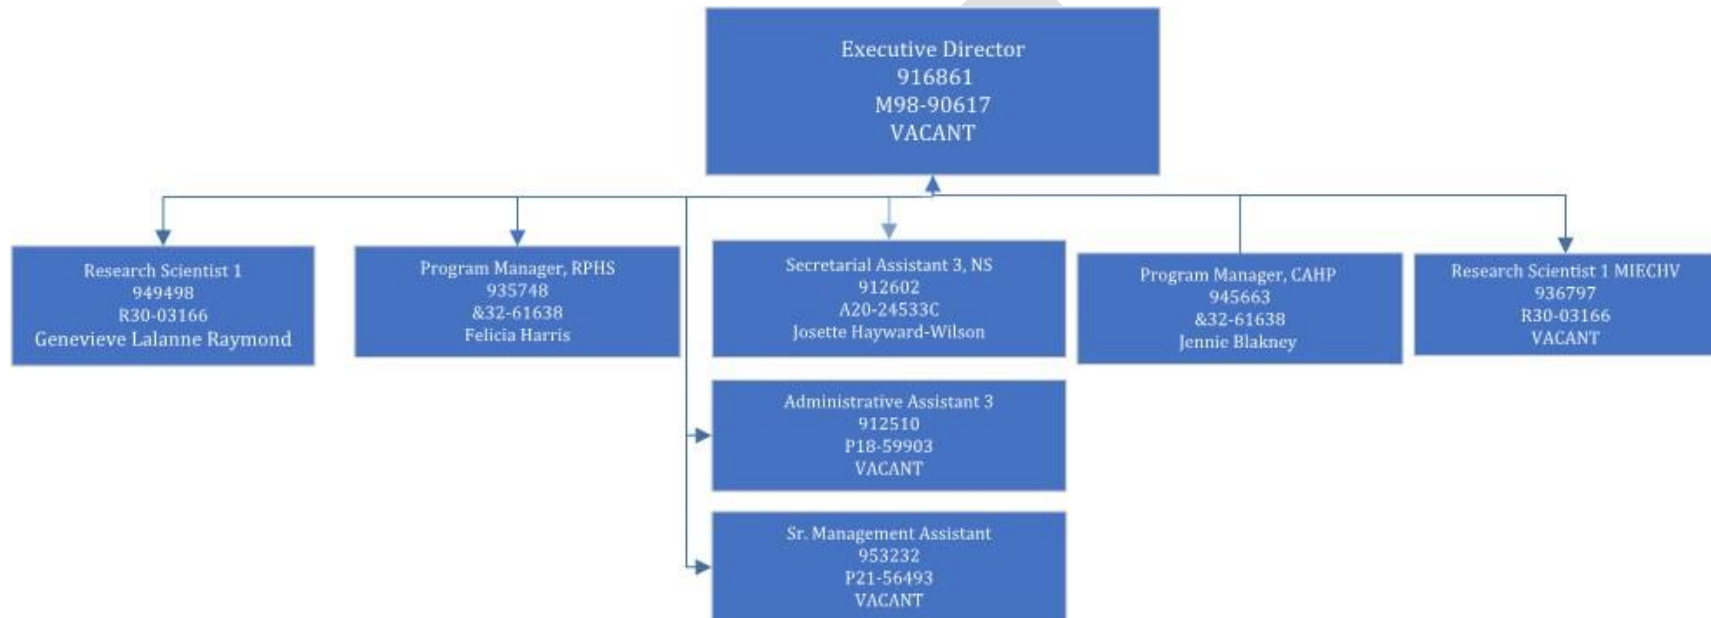 Executive Director
916861
M98-90617
VACANT
Research Scientist 1
949498
R30-03166
Genevieve Lalanne Raymond
Program Manager, RPHS
935748
&32-61638
Felicia Harris
Secretarial Assistant 3, NS
912602
A20-24533C
Josette Hayward-Wilson
Program Manager, CAHP
945663
&32-61638
Jennie Blakney
Research Scientist 1 MIECHV
936797
R30-03166
VACANT
Administrative Assistant 3
912510
P18-59903
VACANT
Sr. Management Assistant
953232
P21-56493
VACANT